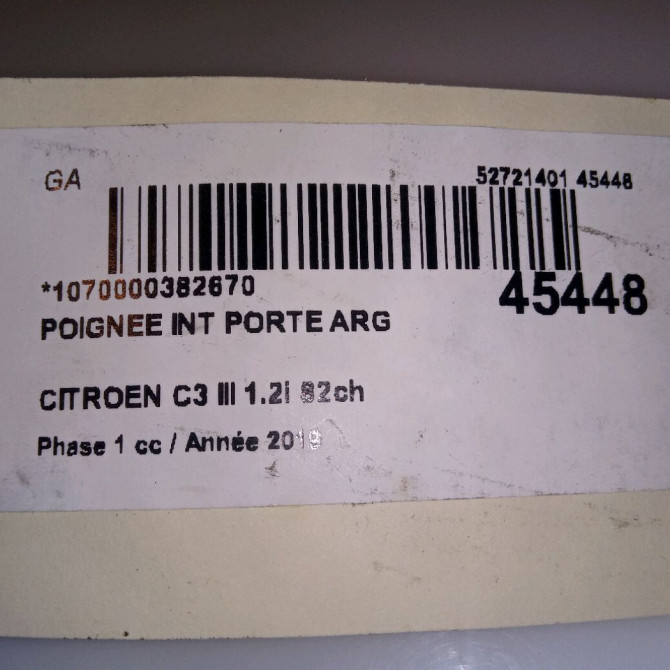 GA
52721401 45448
*1070000382670
45448
POIGNEE INT PORTE ARG
CITROEN C3 III 1.2i 82ch
Phase 1 cc / Année 2019